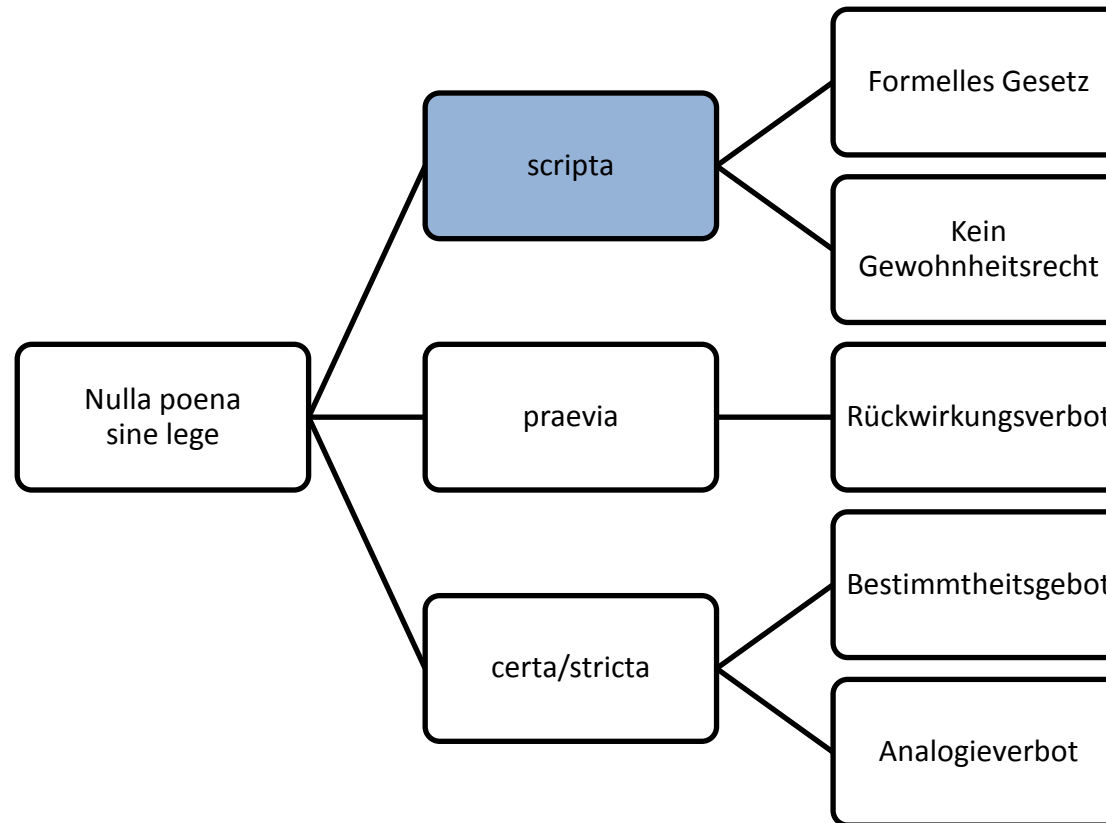 Nulla poena
sine lege
scripta
Formelles Gesetz
Kein
Gewohnheitsrecht
praevia
Rückwirkungsverbot
certa/stricta
Bestimmtheitsgebot
Analogieverbot